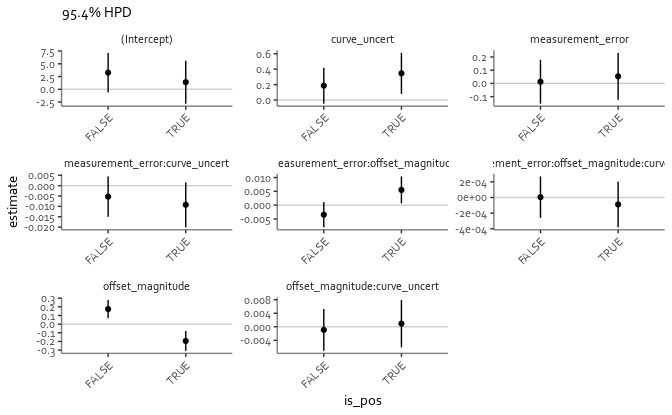 95.4% HPD
(Intercept)
curve_uncert
measurement_error
7.5
5.0
2.5
0.0
-2.5
0.6
0.4
0.2
0.0
0.2
0.1
0.0
-0.1
FALSE
TRUE
FALSE
TRUE
FALSE
TRUE
measurement_error:curve_uncert
easurement_error:offset_magnituc
ement_error:offset_magnitude:curve
0.005
0.000
-0.005
-0.010
-0.015
-0.020
0.010
0.005
0.000
-0.005
2e-04
0e+00
-2e-04
-4e-04
FALSE
TRUE
FALSE
TRUE
FALSE
TRUE
estimate
offset_magnitude
offset_magnitude:curve_uncert
0.3
0.2
0.1
0.0
-0.1
-0.2
-0.3
0.008
0.004
0.000
-0.004
FALSE
TRUE
FALSE
TRUE
is_pos